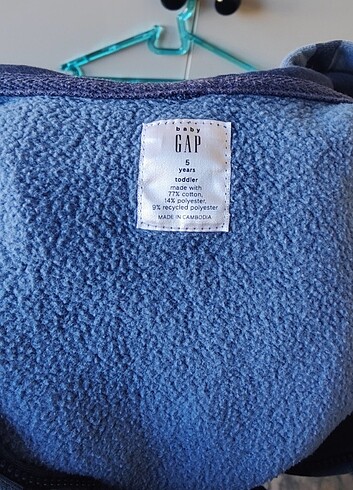 baby
GAP
5
years
toddler
made with
77% cotton,
14% polyester,
9% recycled polyester
MADE IN CAMBODIA